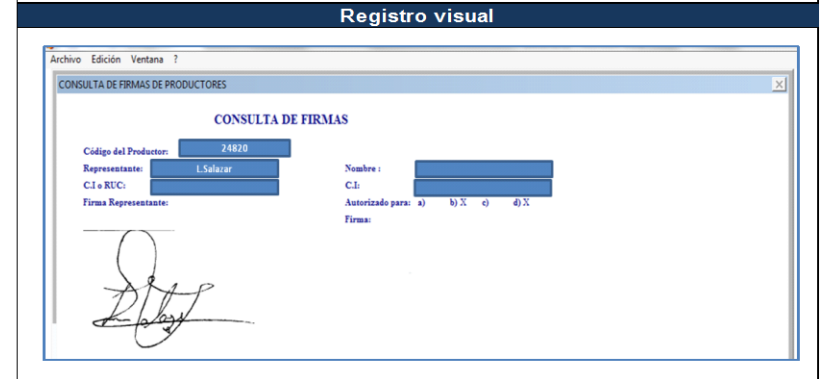 Registro visual
Archivo Edición Ventana ?
CONSULTA DE FIRMAS DE PRODUCTORES
CONSULTA DE FIRMAS
Código del Productor: 24820
Representante: L.Salazar Nombre :
C.I o RUC: C.I:
Firma Representante: Autorizado para: a) b) X c) d) X
Firma: